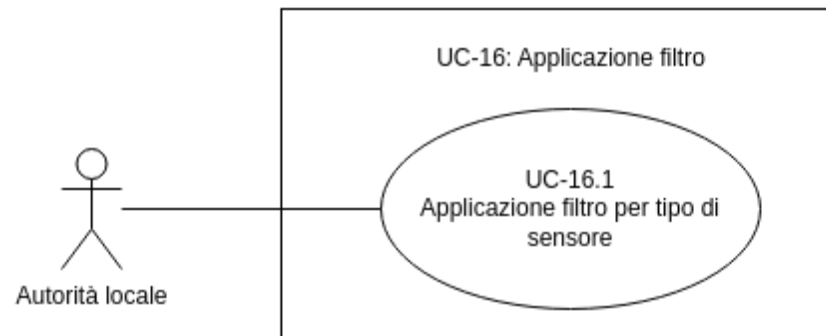 UC-16: Applicazione filtro
UC-16.1
Applicazione filtro per tipo di
sensore
Autorità locale